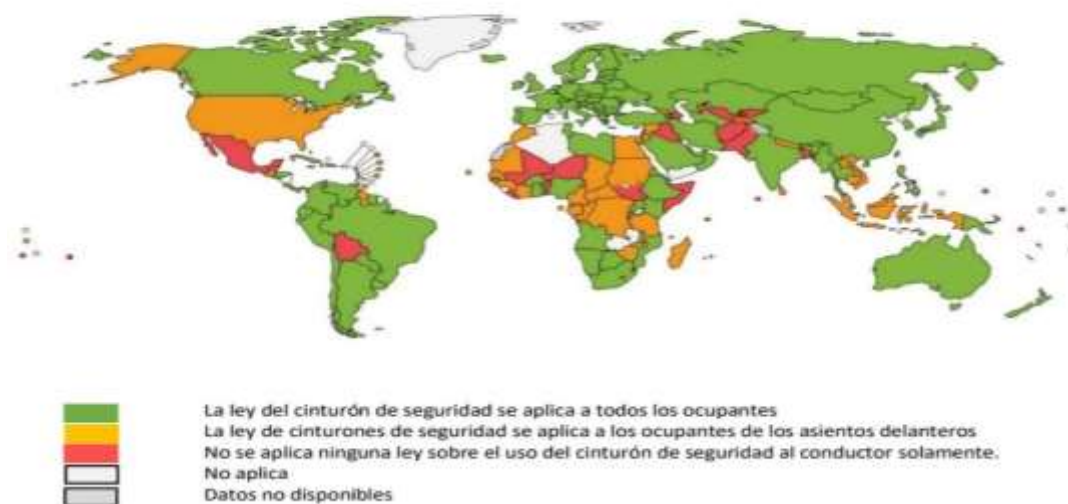 La ley del cinturón de seguridad se aplica a todos los ocupantes
La ley de cinturones de seguridad se aplica a los ocupantes de los asientos delanteros
No se aplica ninguna ley sobre el uso del cinturón de seguridad al conductor solamente.
No aplica
Datos no disponibles